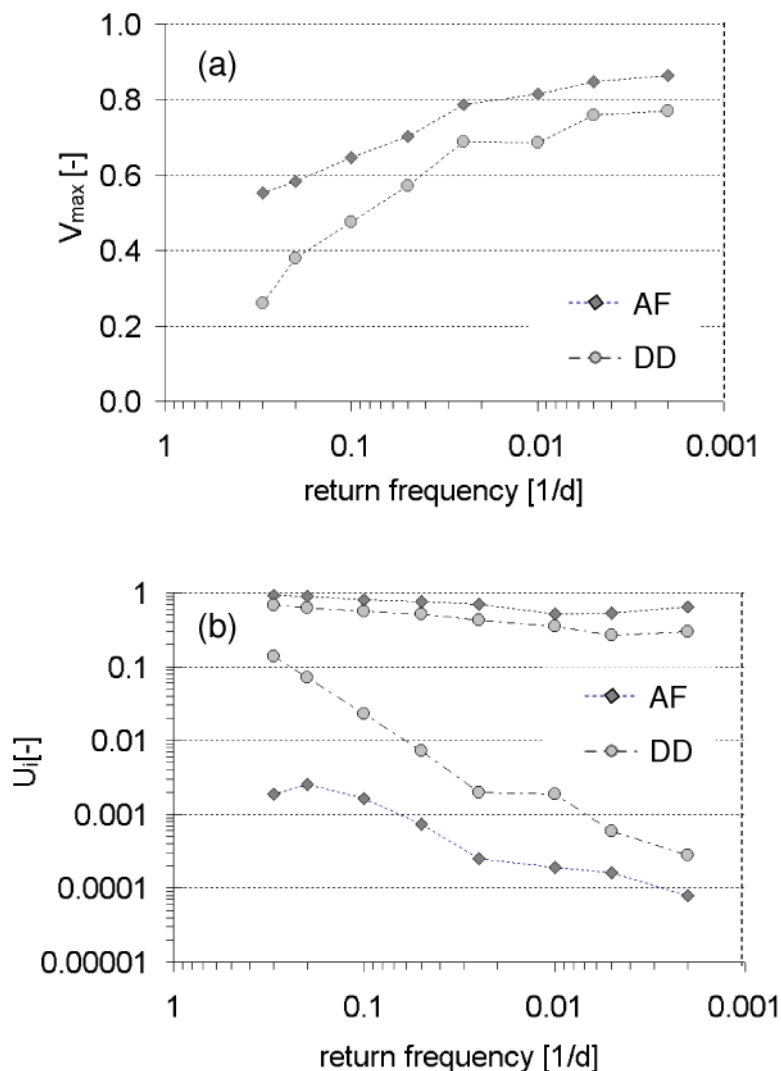 (a)
V_max [-]
1.0
0.8
0.6
0.4
0.2
0.0
AF
DD
1 0.1 0.01 0.001
return frequency [1/d]
(b)
U_i[-]
1
0.1
0.01
0.001
0.0001
0.00001
AF
DD
1 0.1 0.01 0.001
return frequency [1/d]